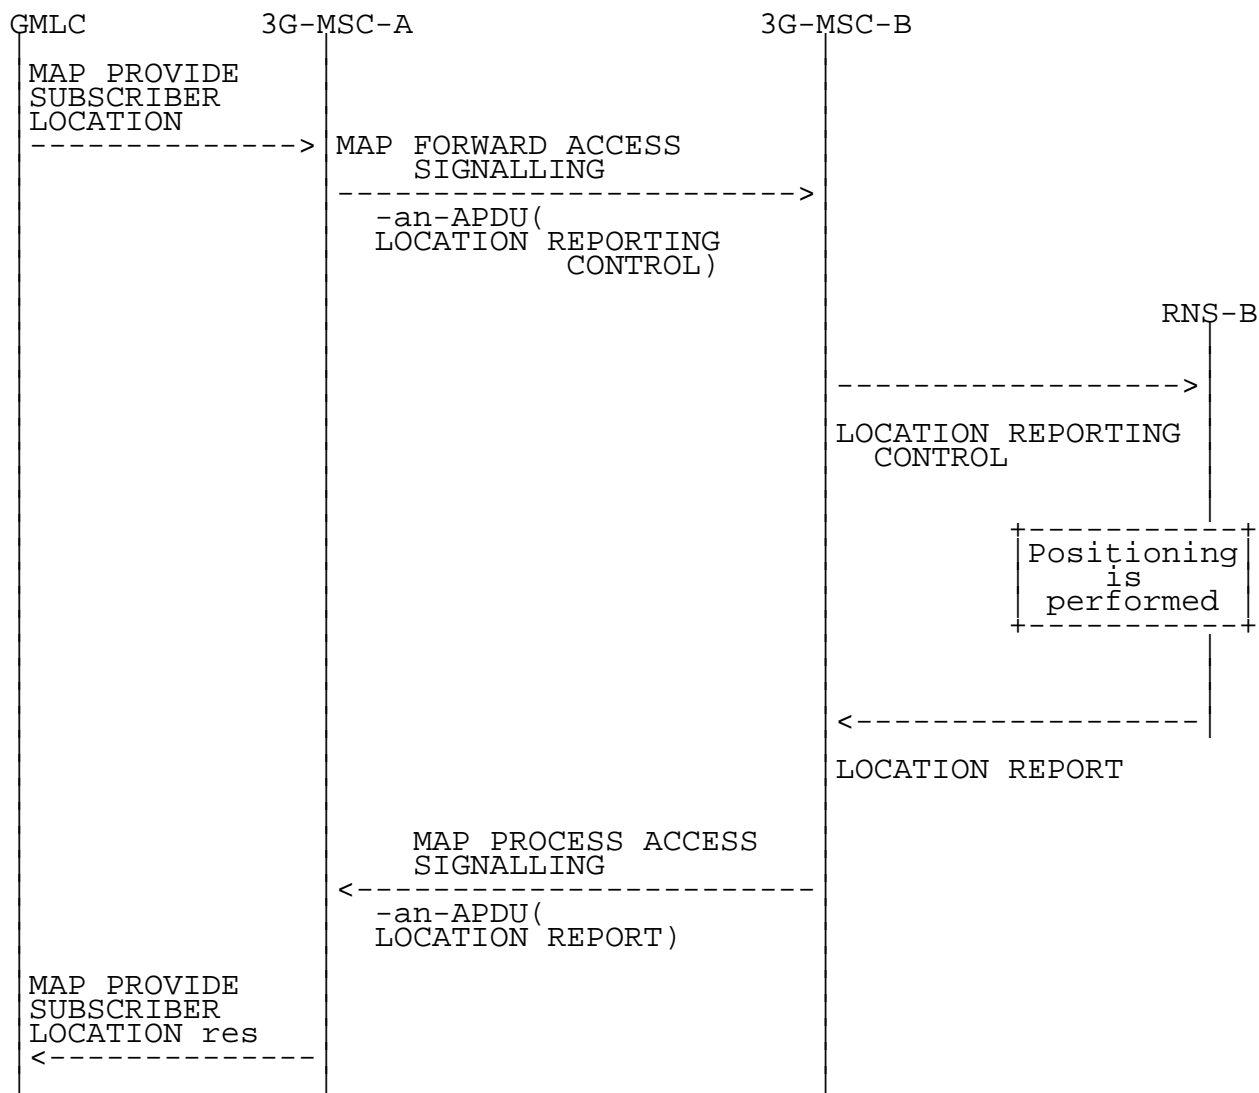 GMLC 3G-MSC-A 3G-MSC-B
MAP PROVIDE
SUBSCRIBER
LOCATION
MAP FORWARD ACCESS
SIGNALLING
-an-APDU(
LOCATION REPORTING
CONTROL)
RNS-B
LOCATION REPORTING
CONTROL
Positioning
is
performed
LOCATION REPORT
MAP PROCESS ACCESS
SIGNALLING
-an-APDU(
LOCATION REPORT)
MAP PROVIDE
SUBSCRIBER
LOCATION res